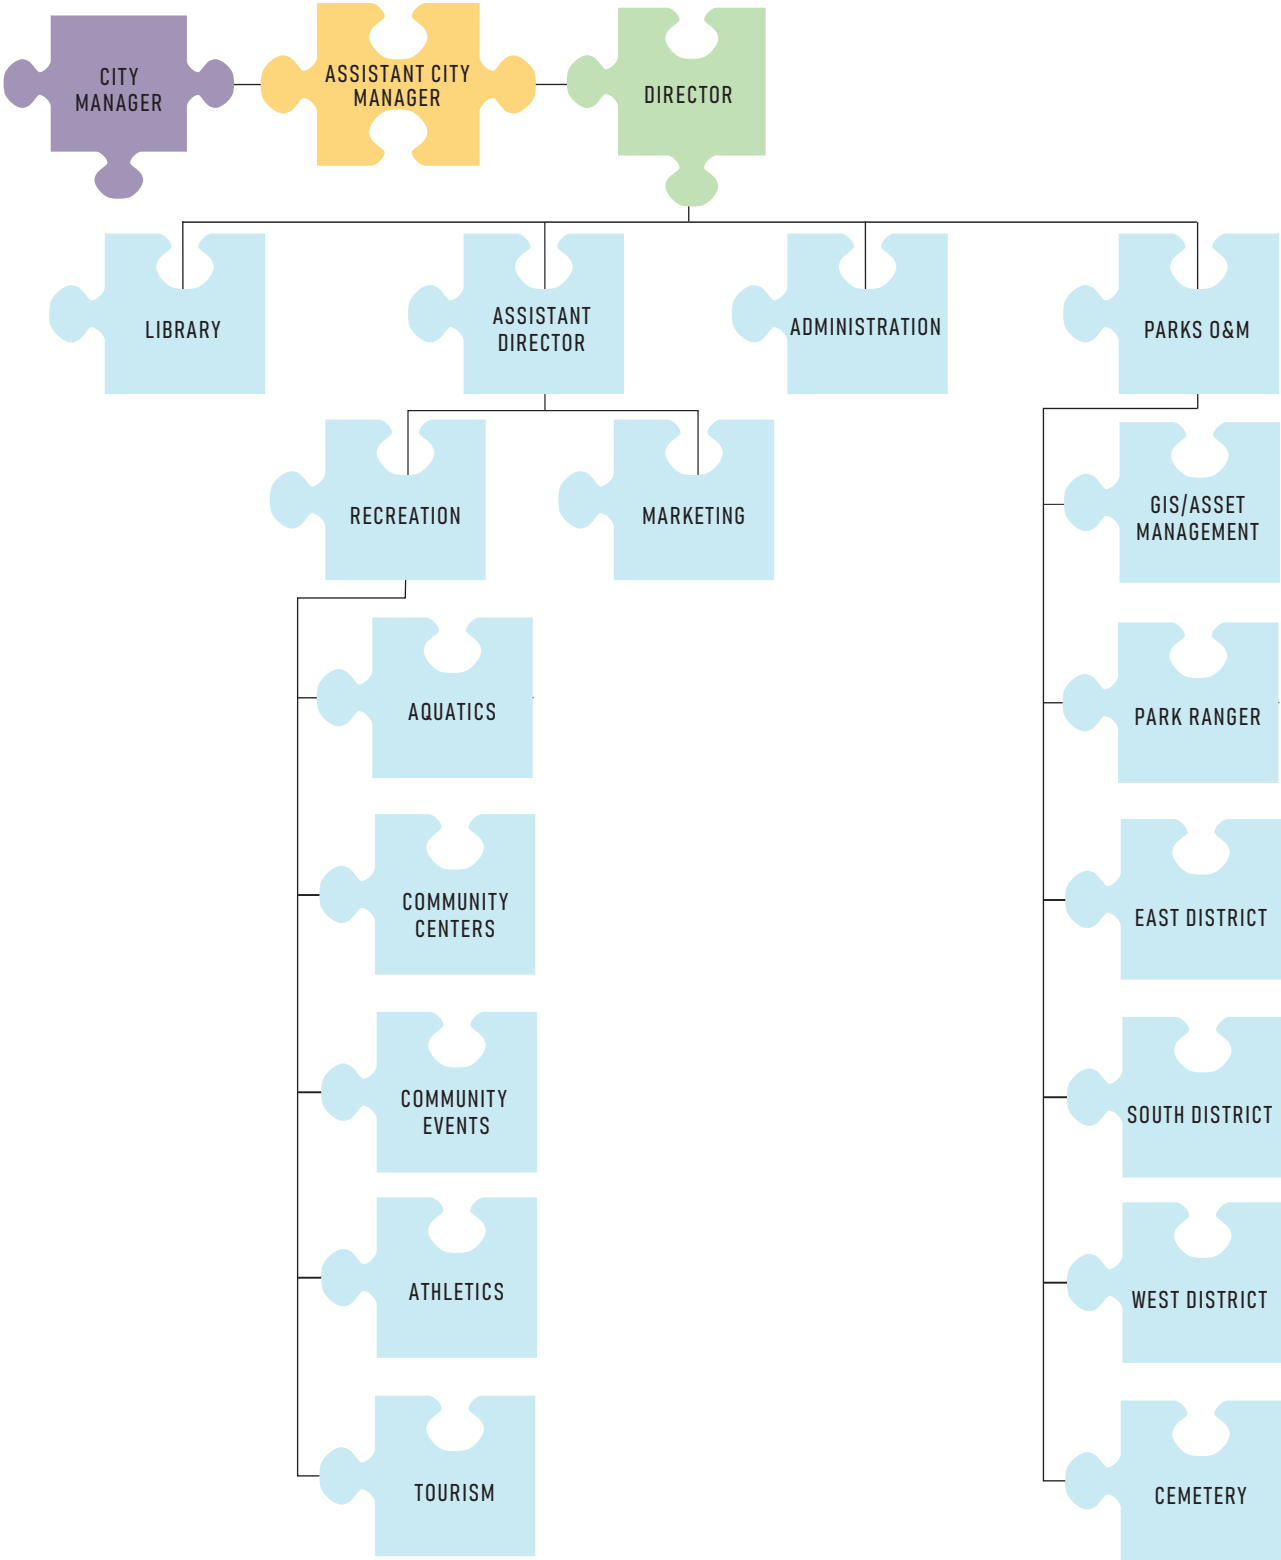 CITY
MANAGER
ASSISTANT CITY
MANAGER
DIRECTOR
LIBRARY
ASSISTANT
DIRECTOR
ADMINISTRATION
PARKS O&M
RECREATION
MARKETING
GIS/ASSET
MANAGEMENT
AQUATICS
PARK RANGER
COMMUNITY
CENTERS
EAST DISTRICT
COMMUNITY
EVENTS
SOUTH DISTRICT
ATHLETICS
WEST DISTRICT
TOURISM
CEMETERY